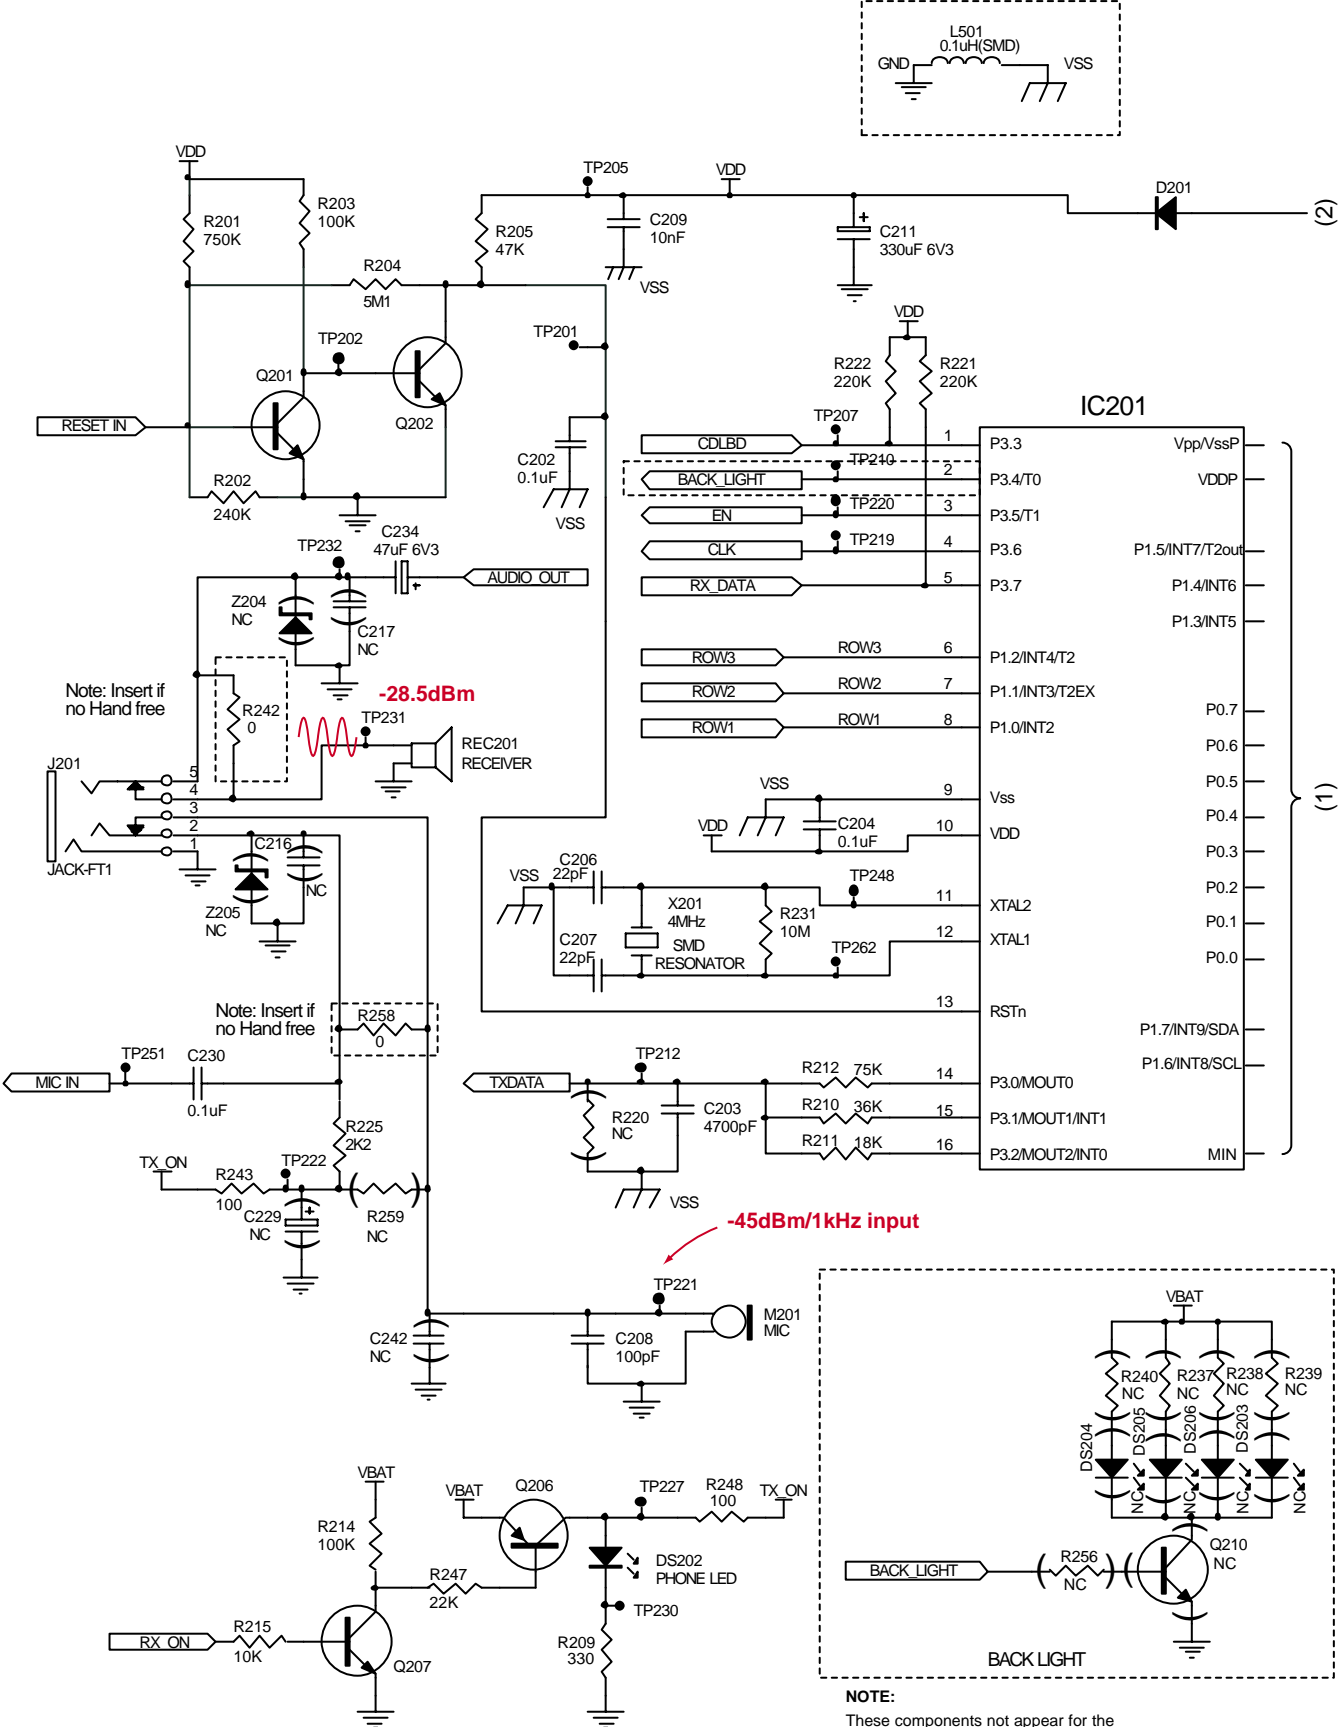 L501
0.1uH(SMD)
GND
VSS
VDD
TP205
VDD
D201
(2)
R201
750K
R203
100K
R205
47K
C209
10nF
VSS
C211
330uF 6V3
R204
5M1
TP202
TP201
VDD
Q201
Q202
R222
220K
R221
220K
IC201
RESET IN
TP207
CDLBD
1
P3.3
Vpp/VssP
TP210
BACK_LIGHT
2
P3.4/T0
VDDP
C202
0.1uF
VSS
R202
240K
TP220
EN
3
P3.5/T1
TP219
CLK
4
P3.6
P1.5/INT7/T2out
C234
47uF 6V3
TP232
AUDIO_OUT
RX_DATA
5
P3.7
P1.4/INT6
Z204
NC
C217
NC
P1.3/INT5
ROW3
ROW3
6
P1.2/INT4/T2
ROW2
ROW2
7
P1.1/INT3/T2EX
ROW1
ROW1
8
P1.0/INT2
P0.7
P0.6
P0.5
P0.4
P0.3
P0.2
P0.1
P0.0
(1)
Note: Insert if
no Hand free
R242
0
-28.5dBm
TP231
REC201
RECEIVER
J201
5
4
3
2
1
JACK-FT1
C216
NC
Z205
NC
VSS
9
Vss
VDD
C204
0.1uF
10
VDD
VSS
C206
22pF
TP248
11
XTAL2
X201
4MHz
SMD
RESONATOR
R231
10M
C207
22pF
12
XTAL1
TP262
13
RSTn
P1.7/INT9/SDA
P1.6/INT8/SCL
Note: Insert if
no Hand free
R258
0
TP251
C230
MIC IN
0.1uF
TP212
TXDATA
R212 75K
14
P3.0/MOUT0
R220
NC
C203
4700pF
R210 36K
15
P3.1/MOUT1/INT1
R211 18K
16
P3.2/MOUT2/INT0
MIN
VSS
R225
2K2
TX_ON
R243
100
TP222
C229
NC
R259
NC
-45dBm/1kHz input
TP221
M201
MIC
C242
NC
C208
100pF
VBAT
R240
NC
R237
NC
R238
NC
R239
NC
DS204
DS205
DS206
DS203
NC
NC
NC
NC
BACK_LIGHT
R256
NC
Q210
NC
BACK LIGHT
VBAT
R214
100K
VBAT
Q206
TP227
R248
100
TX_ON
R247
22K
DS202
PHONE LED
TP230
RX_ON
R215
10K
Q207
R209
330
NOTE:
These components not appear for the